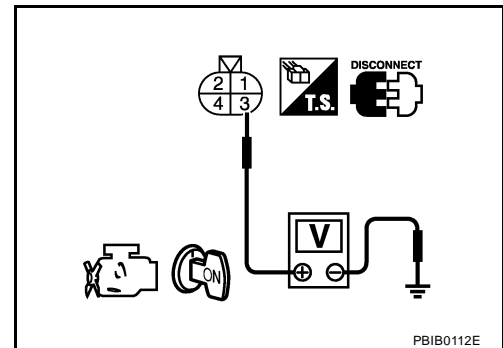 DISCONNECT
2 1
4 3
T.S.
V
ON
PBIB0112E